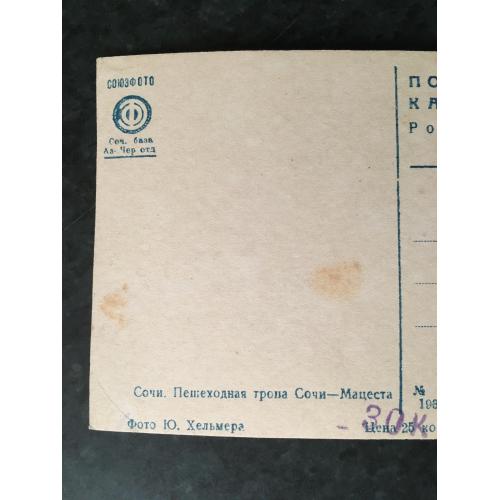 СОЮЗФОТО
Ф
Соч. база
Аз-Чер отд
ПО
КА
Ро
Сочи. Пешеходная тропа Сочи—Мацеста
Фото Ю. Хельмера
№
193
Цена 25 ко
- 30к